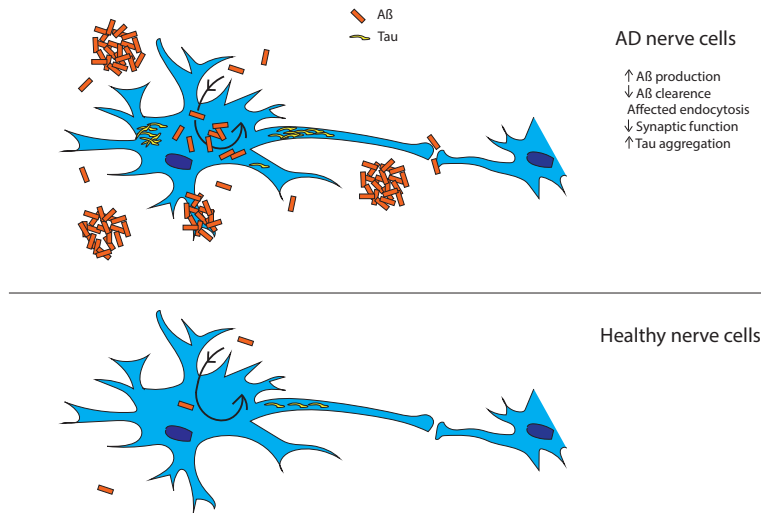 Aß
Tau
AD nerve cells
↑ Aß production
↓ Aß clearence
Affected endocytosis
↓ Synaptic function
↑ Tau aggregation
Healthy nerve cells